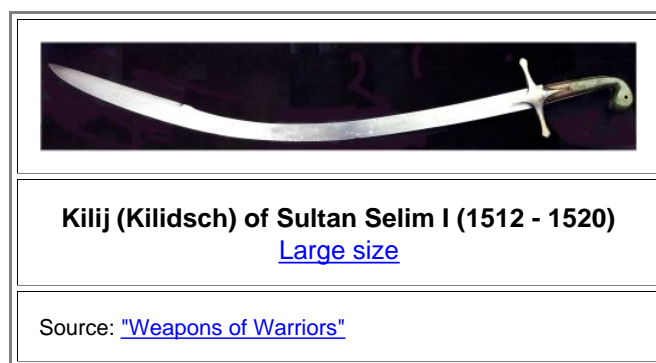 Kilij (Kilidsch) of Sultan Selim I (1512 - 1520)
Large size
Source: "Weapons of Warriors"